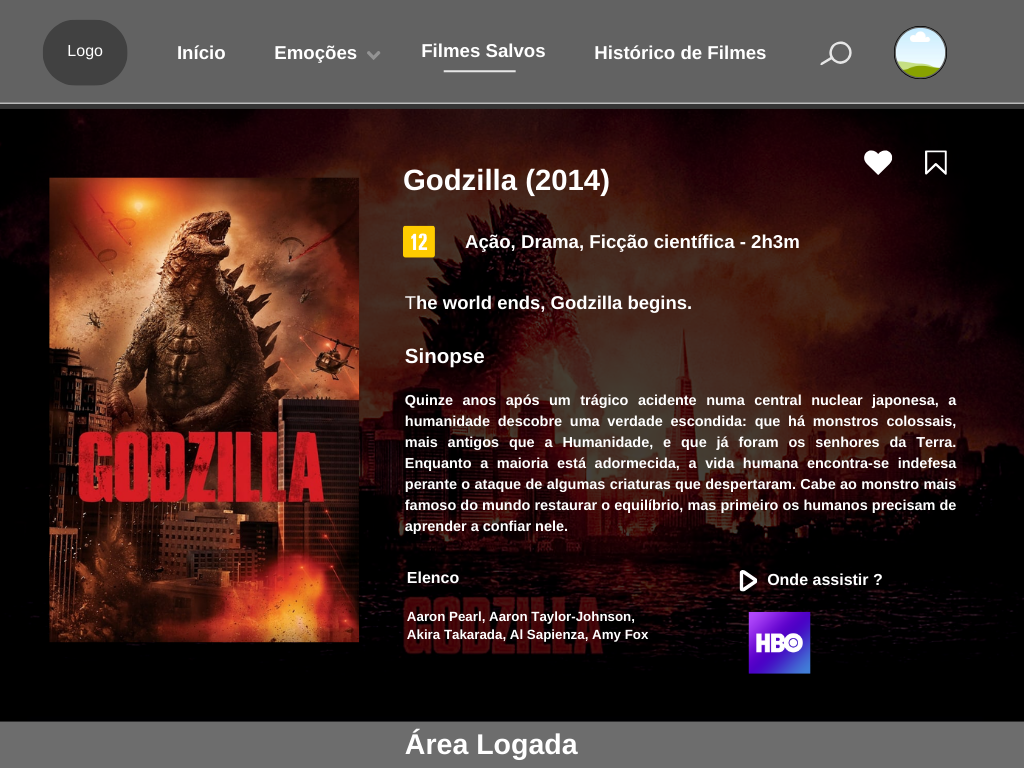 Logo
Início
Emoções
Filmes Salvos
Histórico de Filmes
Godzilla (2014)
12
Ação, Drama, Ficção científica - 2h3m
The world ends, Godzilla begins.
Sinopse
Quinze anos após um trágico acidente numa central nuclear japonesa, a
humanidade descobre uma verdade escondida: que há monstros colossais,
mais antigos que a Humanidade, e que já foram os senhores da Terra.
Enquanto a maioria está adormecida, a vida humana encontra-se indefesa
perante o ataque de algumas criaturas que despertaram. Cabe ao monstro mais
famoso do mundo restaurar o equilíbrio, mas primeiro os humanos precisam de
aprender a confiar nele.
GODZILLA
Elenco
Onde assistir ?
Aaron Pearl, Aaron Taylor-Johnson,
Akira Takarada, Al Sapienza, Amy Fox
GODZILLA
HBO
Área Logada